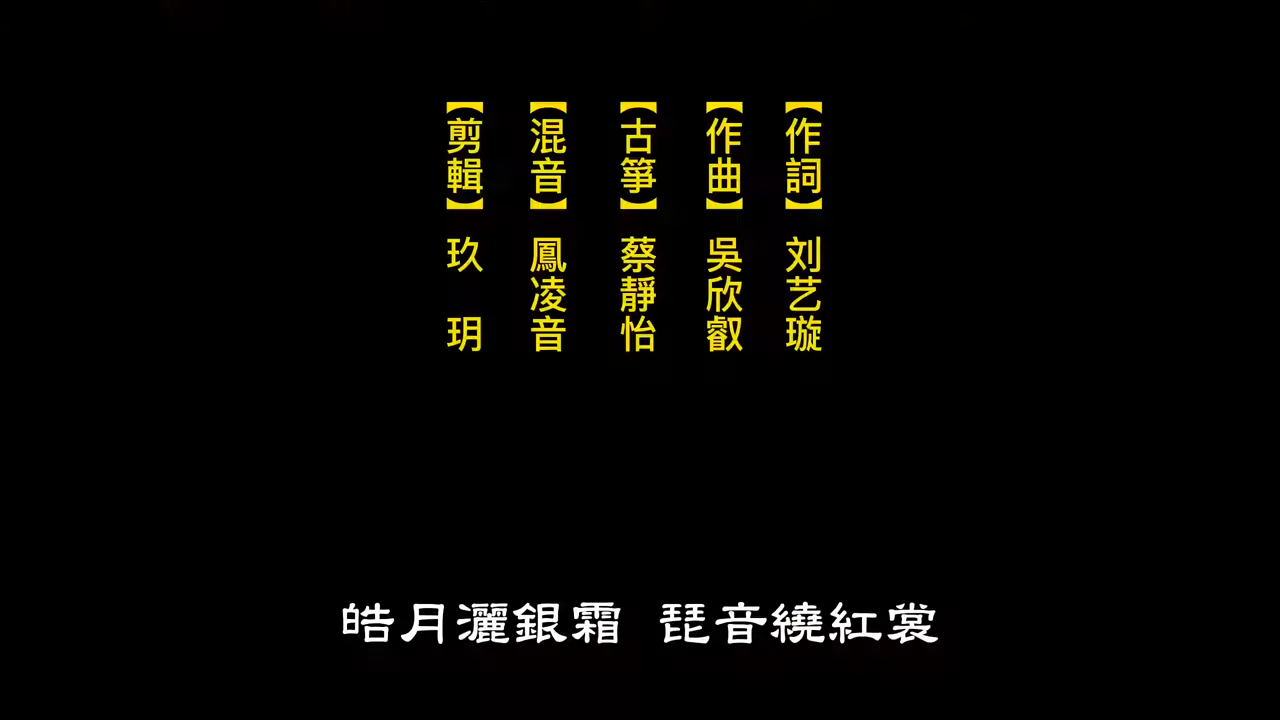 【作詞】刘艺璇
【作曲】吳欣叡
【古箏】蔡靜怡
【混音】鳳凌音
【剪輯】玖 玥
皓月灑銀霜 琵音繞紅裳